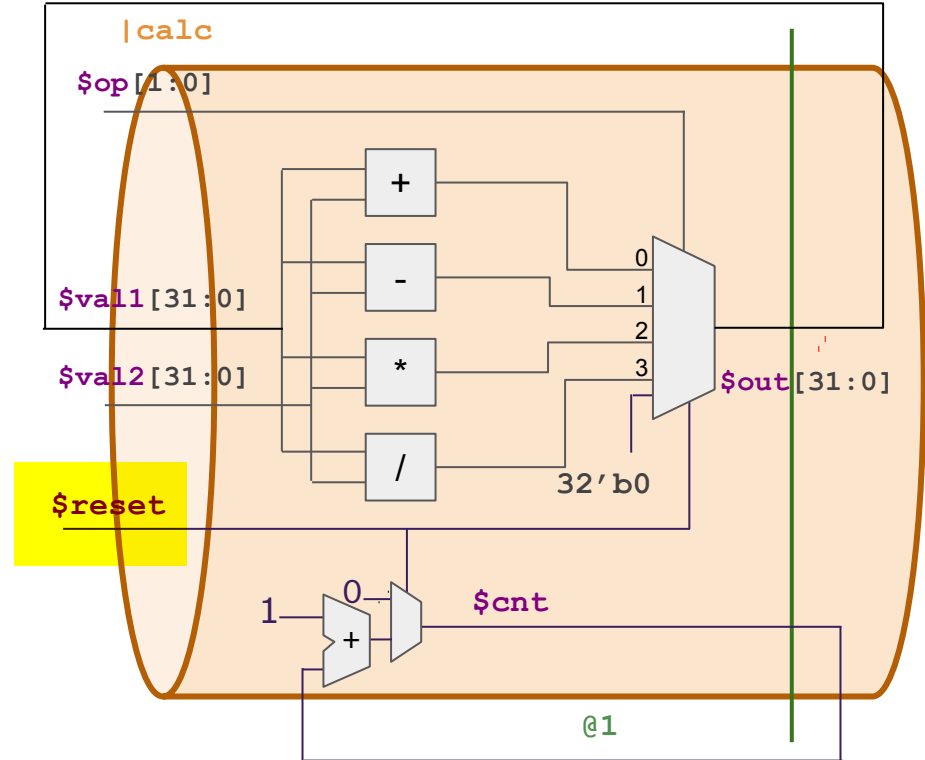 |calc
$op[1:0]
+
0
-
$val1[31:0]
1
2
*
$val2[31:0]
3
$out[31:0]
/
32’b0
$reset
0
$cnt
1
+
@1